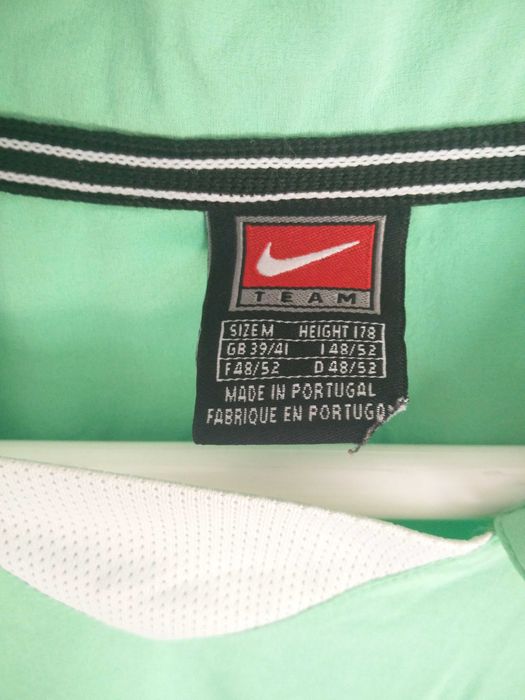 TEAM
SIZE M HEIGHT 178
GB 39/41 I 48/52
F 48/52 D 48/52
MADE IN PORTUGAL
FABRIQUE EN PORTUGAL